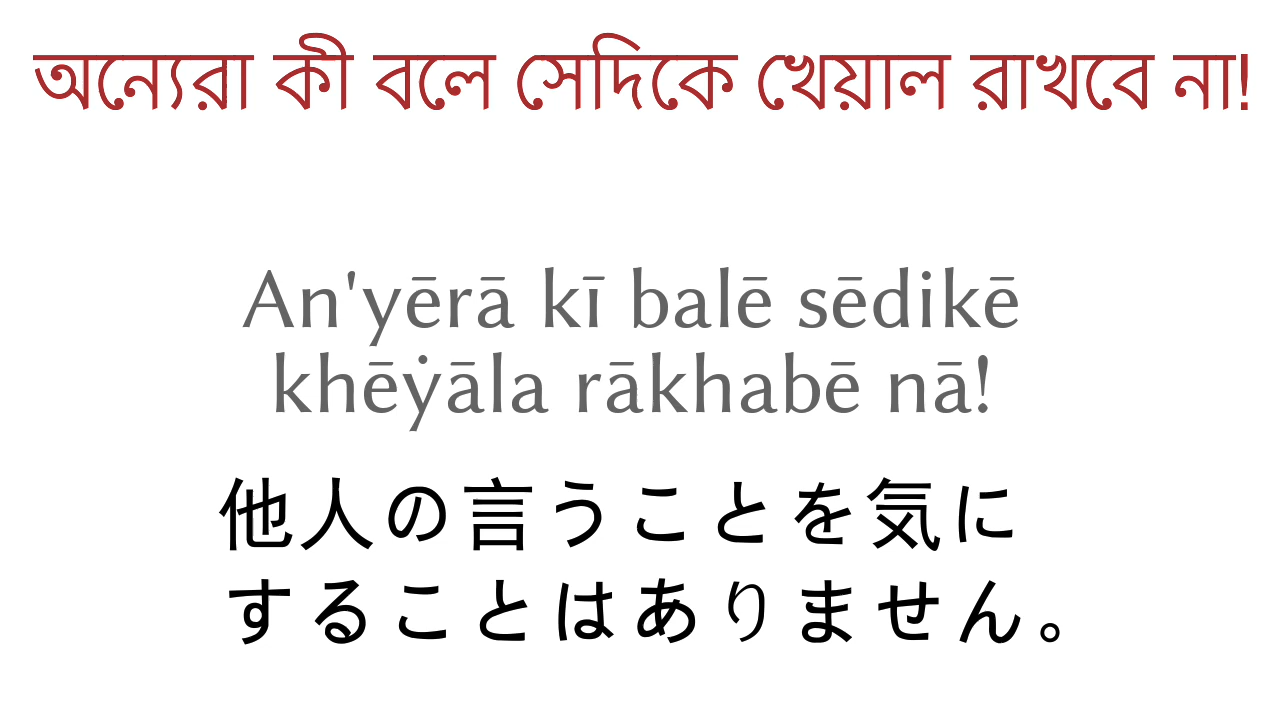 অন্যেরা কী বলে সেদিকে খেয়াল রাখবে না!
An'yērā kī balē sēdikē
khēẏāla rākhabē nā!
他人の言うことを気に
することはありません。